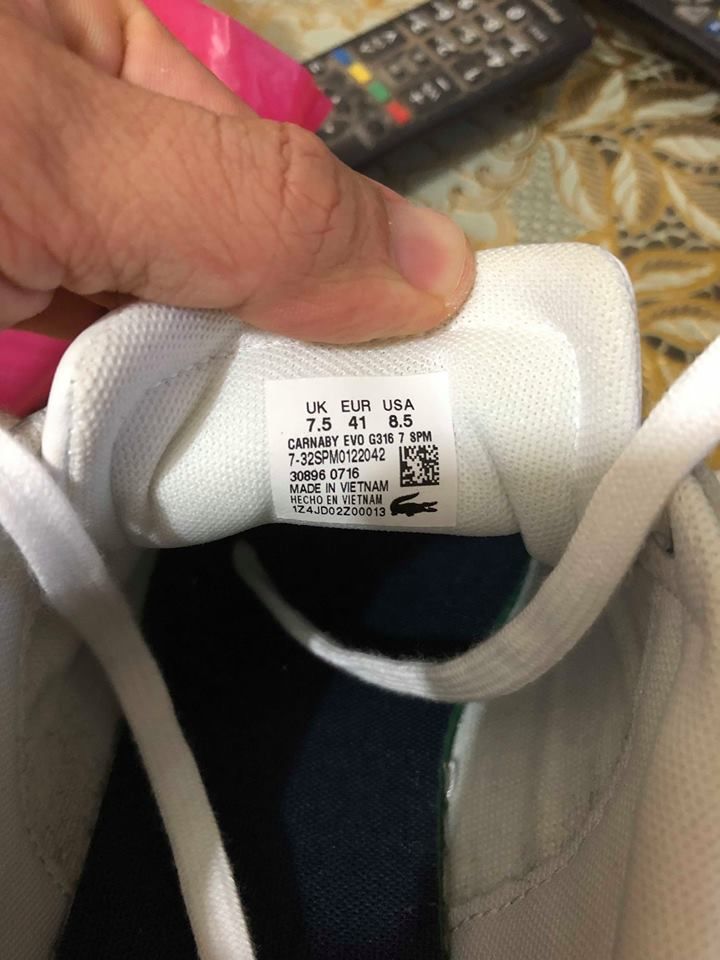 UK EUR USA
7.5 41 8.5
CARNABY EVO G316 7 SPM
7-32SPM0122042
30896 0716
MADE IN VIETNAM
HECHO EN VIETNAM
1Z4JD02Z00013